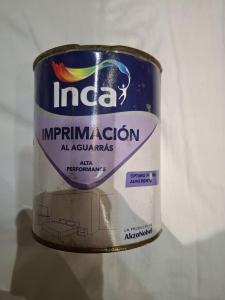 Inca
IMPRIMACIÓN
AL AGUARRÁS
ALTA
PERFORMANCE
AkzoNobel